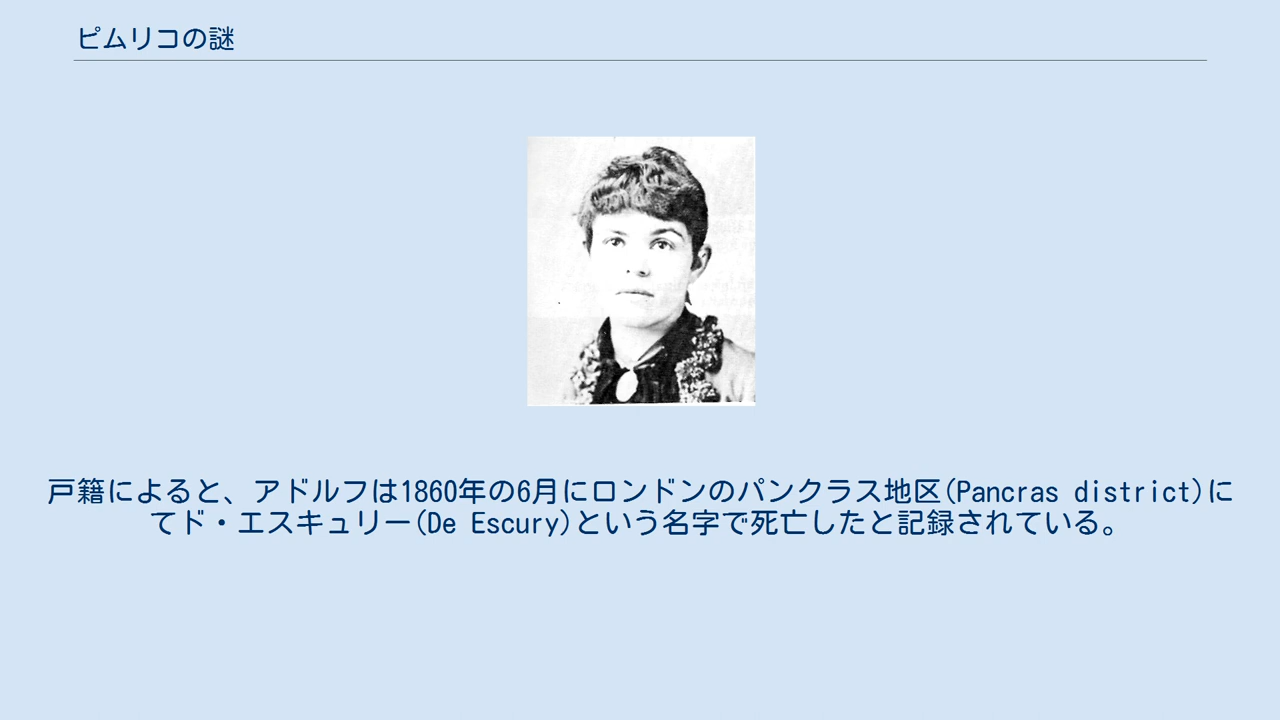 ピムリコの謎
戸籍によると、アドルフは1860年の6月にロンドンのパンクラス地区(Pancras district)に
てド・エスキュリー(De Escury)という名字で死亡したと記録されている。